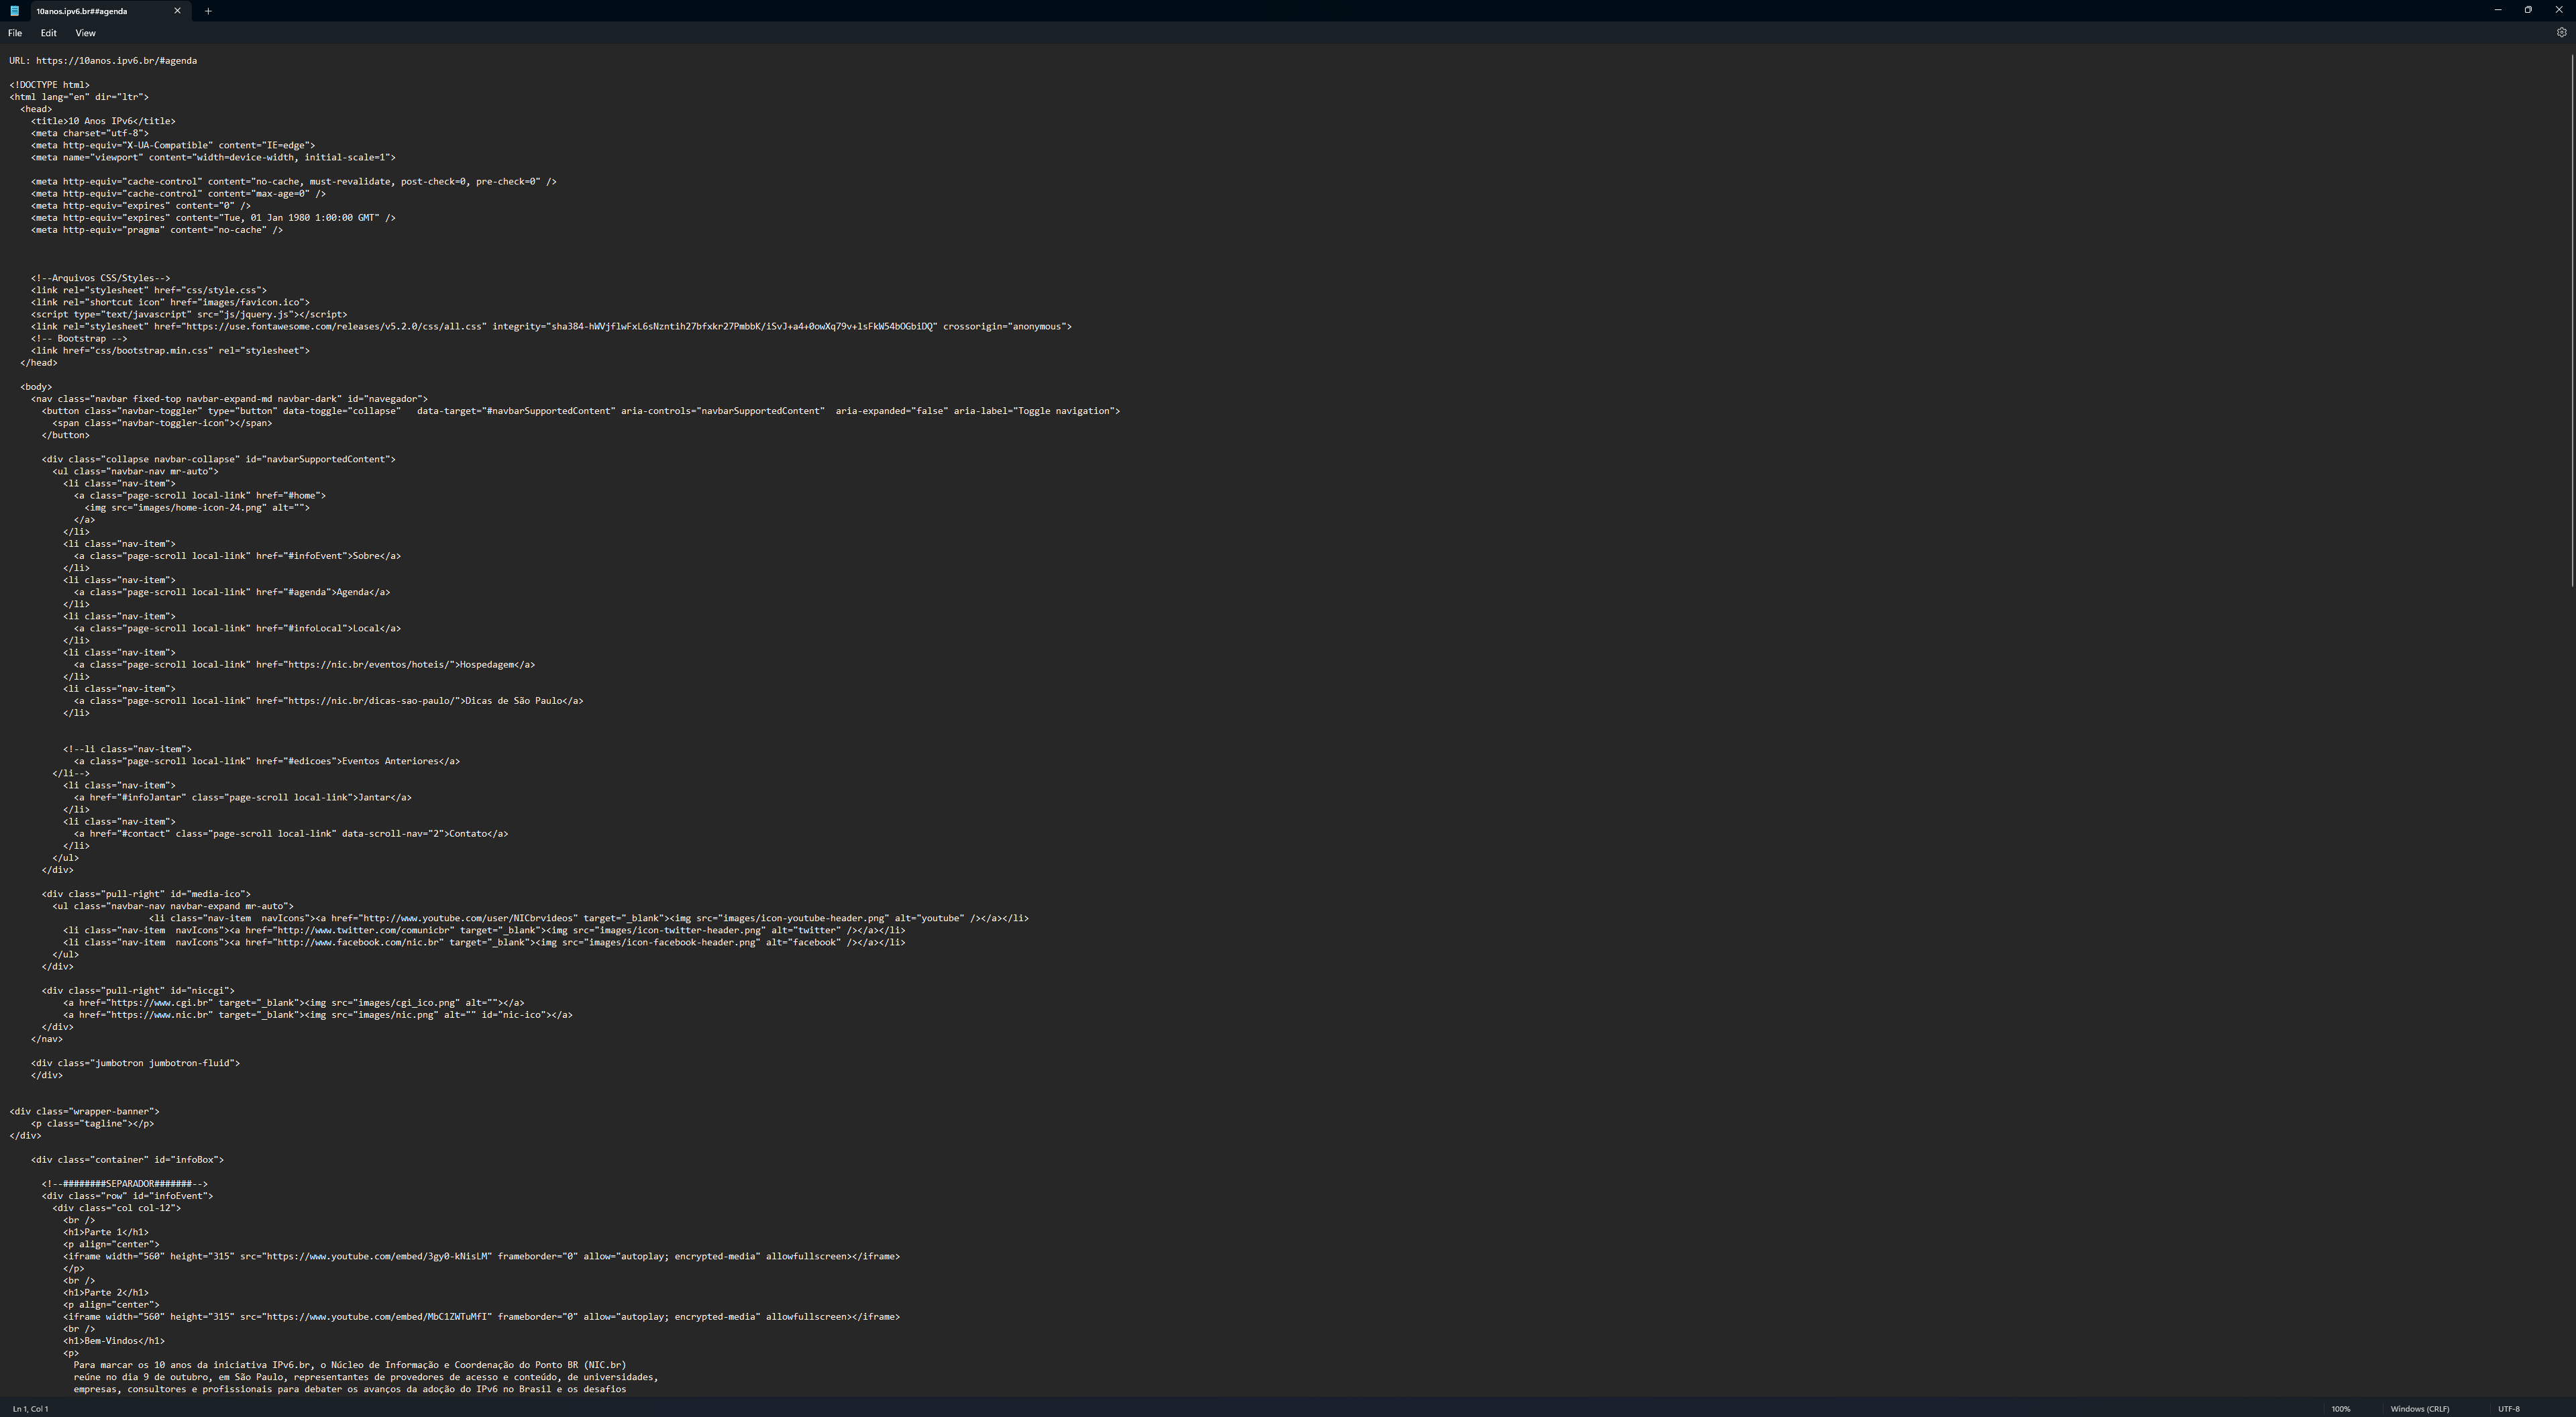 10anos.ipv6.br##agenda
File Edit View
URL: https://10anos.ipv6.br/#agenda
<!DOCTYPE html>
<html lang="en" dir="ltr">
<head>
<title>10 Anos IPv6</title>
<meta charset="utf-8">
<meta http-equiv="X-UA-Compatible" content="IE=edge">
<meta name="viewport" content="width=device-width, initial-scale=1">
<meta http-equiv="cache-control" content="no-cache, must-revalidate, post-check=0, pre-check=0" />
<meta http-equiv="cache-control" content="max-age=0" />
<meta http-equiv="expires" content="0" />
<meta http-equiv="expires" content="Tue, 01 Jan 1980 1:00:00 GMT" />
<meta http-equiv="pragma" content="no-cache" />
<!--Arquivos CSS/Styles-->
<link rel="stylesheet" href="css/style.css">
<link rel="shortcut icon" href="images/favicon.ico">
<script type="text/javascript" src="js/jquery.js"></script>
<link rel="stylesheet" href="https://use.fontawesome.com/releases/v5.2.0/css/all.css" integrity="sha384-hWVjflwFxL6sNzntih27bfxkr27PmbbK/iSvJ+a4+0owXq79v+lsFkW54bOGbiDQ" crossorigin="anonymous">
<!-- Bootstrap -->
<link href="css/bootstrap.min.css" rel="stylesheet">
</head>
<body>
<nav class="navbar fixed-top navbar-expand-md navbar-dark" id="navegador">
<button class="navbar-toggler" type="button" data-toggle="collapse" data-target="#navbarSupportedContent" aria-controls="navbarSupportedContent" aria-expanded="false" aria-label="Toggle navigation">
<span class="navbar-toggler-icon"></span>
</button>
<div class="collapse navbar-collapse" id="navbarSupportedContent">
<ul class="navbar-nav mr-auto">
<li class="nav-item">
<a class="page-scroll local-link" href="#home">
<img src="images/home-icon-24.png" alt="">
</a>
</li>
<li class="nav-item">
<a class="page-scroll local-link" href="#infoEvent">Sobre</a>
</li>
<li class="nav-item">
<a class="page-scroll local-link" href="#agenda">Agenda</a>
</li>
<li class="nav-item">
<a class="page-scroll local-link" href="#infoLocal">Local</a>
</li>
<li class="nav-item">
<a class="page-scroll local-link" href="https://nic.br/eventos/hoteis/">Hospedagem</a>
</li>
<li class="nav-item">
<a class="page-scroll local-link" href="https://nic.br/dicas-sao-paulo/">Dicas de São Paulo</a>
</li>
<!--li class="nav-item">
<a class="page-scroll local-link" href="#edicoes">Eventos Anteriores</a>
</li-->
<li class="nav-item">
<a href="#infoJantar" class="page-scroll local-link">Jantar</a>
</li>
<li class="nav-item">
<a href="#contact" class="page-scroll local-link" data-scroll-nav="2">Contato</a>
</li>
</ul>
</div>
<div class="pull-right" id="media-ico">
<ul class="navbar-nav navbar-expand mr-auto">
<li class="nav-item navIcons"><a href="http://www.youtube.com/user/NICbrvideos" target="_blank"><img src="images/icon-youtube-header.png" alt="youtube" /></a></li>
<li class="nav-item navIcons"><a href="http://www.twitter.com/comunicbr" target="_blank"><img src="images/icon-twitter-header.png" alt="twitter" /></a></li>
<li class="nav-item navIcons"><a href="http://www.facebook.com/nic.br" target="_blank"><img src="images/icon-facebook-header.png" alt="facebook" /></a></li>
</ul>
</div>
<div class="pull-right" id="niccgi">
<a href="https://www.cgi.br" target="_blank"><img src="images/cgi_ico.png" alt=""></a>
<a href="https://www.nic.br" target="_blank"><img src="images/nic.png" alt="" id="nic-ico"></a>
</div>
</nav>
<div class="jumbotron jumbotron-fluid">
</div>
<div class="wrapper-banner">
<p class="tagline"></p>
</div>
<div class="container" id="infoBox">
<!--########SEPARADOR#######-->
<div class="row" id="infoEvent">
<div class="col col-12">
<br />
<h1>Parte 1</h1>
<p align="center">
<iframe width="560" height="315" src="https://www.youtube.com/embed/3gy0-kNisLM" frameborder="0" allow="autoplay; encrypted-media" allowfullscreen></iframe>
</p>
<br />
<h1>Parte 2</h1>
<p align="center">
<iframe width="560" height="315" src="https://www.youtube.com/embed/MbC1ZWTuMfI" frameborder="0" allow="autoplay; encrypted-media" allowfullscreen></iframe>
<br />
<h1>Bem-Vindos</h1>
<p>
Para marcar os 10 anos da iniciativa IPv6.br, o Núcleo de Informação e Coordenação do Ponto BR (NIC.br)
reúne no dia 9 de outubro, em São Paulo, representantes de provedores de acesso e conteúdo, de universidades,
empresas, consultores e profissionais para debater os avanços da adoção do IPv6 no Brasil e os desafios
Ln 1, Col 1 100% Windows (CRLF) UTF-8